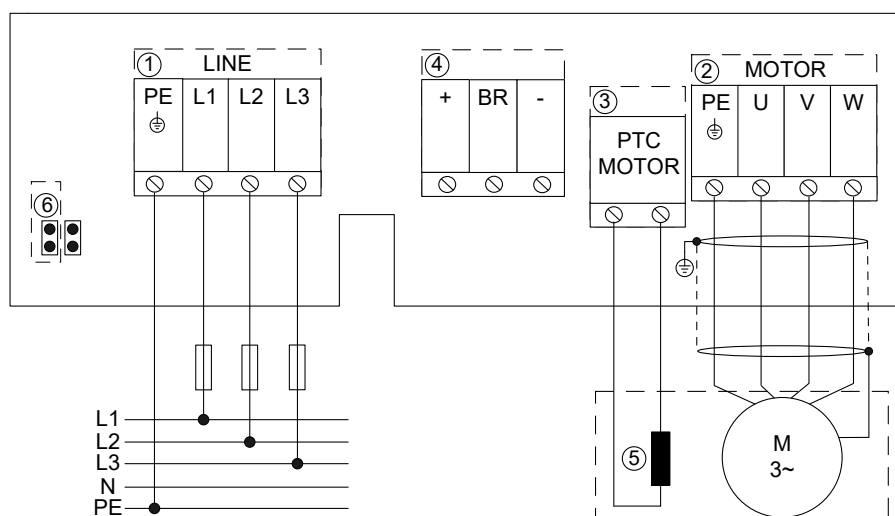 ① LINE
PE L1 L2 L3
④
+ BR -
③
PTC
MOTOR
② MOTOR
PE U V W
⑥
L1
L2
L3
N
PE
⑤
M
3~